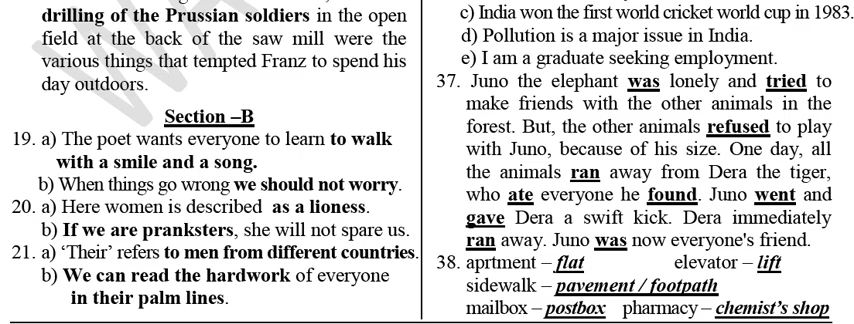 drilling of the Prussian soldiers in the open
field at the back of the saw mill were the
various things that tempted Franz to spend his
day outdoors.
Section –B
19. a) The poet wants everyone to learn to walk
with a smile and a song.
b) When things go wrong we should not worry.
20. a) Here women is described as a lioness.
b) If we are pranksters, she will not spare us.
21. a) ‘Their’ refers to men from different countries.
b) We can read the hardwork of everyone
in their palm lines.
c) India won the first world cricket world cup in 1983.
d) Pollution is a major issue in India.
e) I am a graduate seeking employment.
37. Juno the elephant was lonely and tried to
make friends with the other animals in the
forest. But, the other animals refused to play
with Juno, because of his size. One day, all
the animals ran away from Dera the tiger,
who ate everyone he found. Juno went and
gave Dera a swift kick. Dera immediately
ran away. Juno was now everyone's friend.
38. aprtment – flat elevator – lift
sidewalk – pavement / footpath
mailbox – postbox pharmacy – chemist’s shop